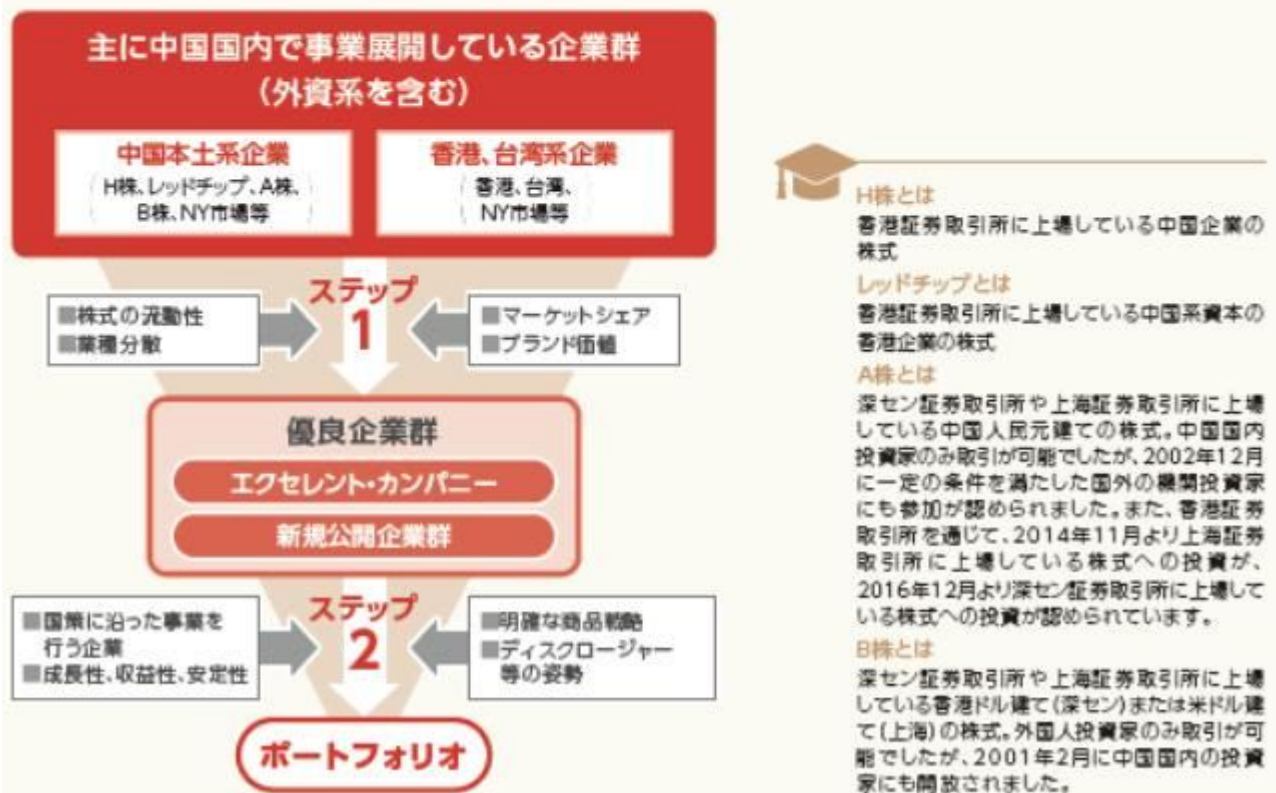 主に中国国内で事業展開している企業群
（外資系を含む）
中国本土系企業
（H株、レッドチップ、A株、
B株、NY市場等）
香港、台湾系企業
（香港、台湾、
NY市場等）
ステップ
1
■株式の流動性
■業種分散
■マーケットシェア
■ブランド価値
優良企業群
エクセレント・カンパニー
新規公開企業群
ステップ
2
■国策に沿った事業を
行う企業
■成長性、収益性、安定性
■明確な商品戦略
■ディスクロージャー
等の姿勢
ポートフォリオ
H株とは
香港証券取引所に上場している中国企業の
株式
レッドチップとは
香港証券取引所に上場している中国系資本の
香港企業の株式
A株とは
深セン証券取引所や上海証券取引所に上場
している中国人民元建ての株式。中国国内
投資家のみ取引が可能でしたが、2002年12月
に一定の条件を満たした国外の機関投資家
にも参加が認められました。また、香港証券
取引所を通じて、2014年11月より上海証券
取引所に上場している株式への投資が、
2016年12月より深セン証券取引所に上場して
いる株式への投資が認められています。
B株とは
深セン証券取引所や上海証券取引所に上場
している香港ドル建て（深セン）または米ドル建
て（上海）の株式。外国人投資家のみ取引が可
能でしたが、2001年2月に中国国内の投資
家にも開放されました。